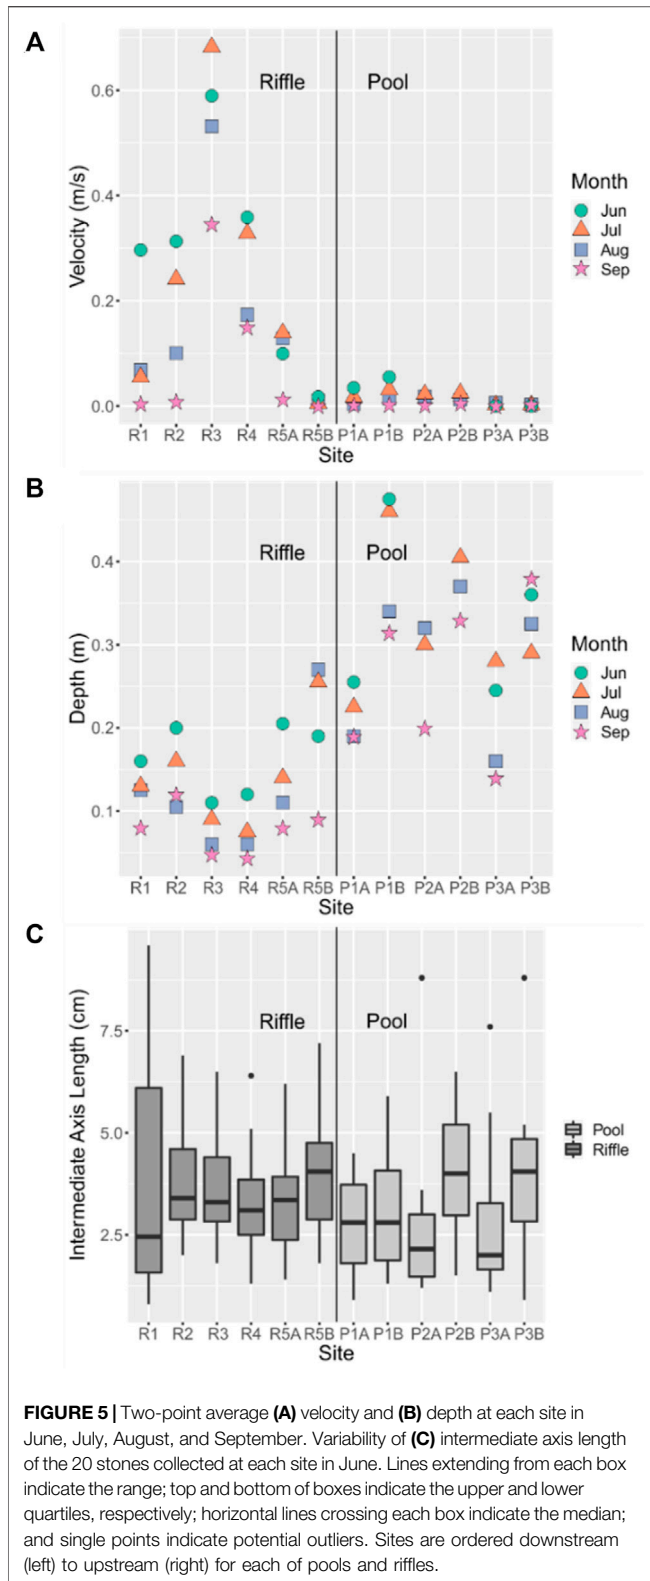 A
Riffle Pool
0.6
0.4
0.2
0.0
Velocity (m/s)
Month
Jun
Jul
Aug
Sep
R1 R2 R3 R4 R5A R5B P1A P1B P2A P2B P3A P3B
Site
B
Riffle Pool
0.4
0.3
0.2
0.1
Depth (m)
Month
Jun
Jul
Aug
Sep
R1 R2 R3 R4 R5A R5B P1A P1B P2A P2B P3A P3B
Site
C
Riffle Pool
7.5
5.0
2.5
Intermediate Axis Length (cm)
Pool
Riffle
R1 R2 R3 R4 R5A R5B P1A P1B P2A P2B P3A P3B
Site
FIGURE 5 | Two-point average (A) velocity and (B) depth at each site in
June, July, August, and September. Variability of (C) intermediate axis length
of the 20 stones collected at each site in June. Lines extending from each box
indicate the range; top and bottom of boxes indicate the upper and lower
quartiles, respectively; horizontal lines crossing each box indicate the median;
and single points indicate potential outliers. Sites are ordered downstream
(left) to upstream (right) for each of pools and riffles.